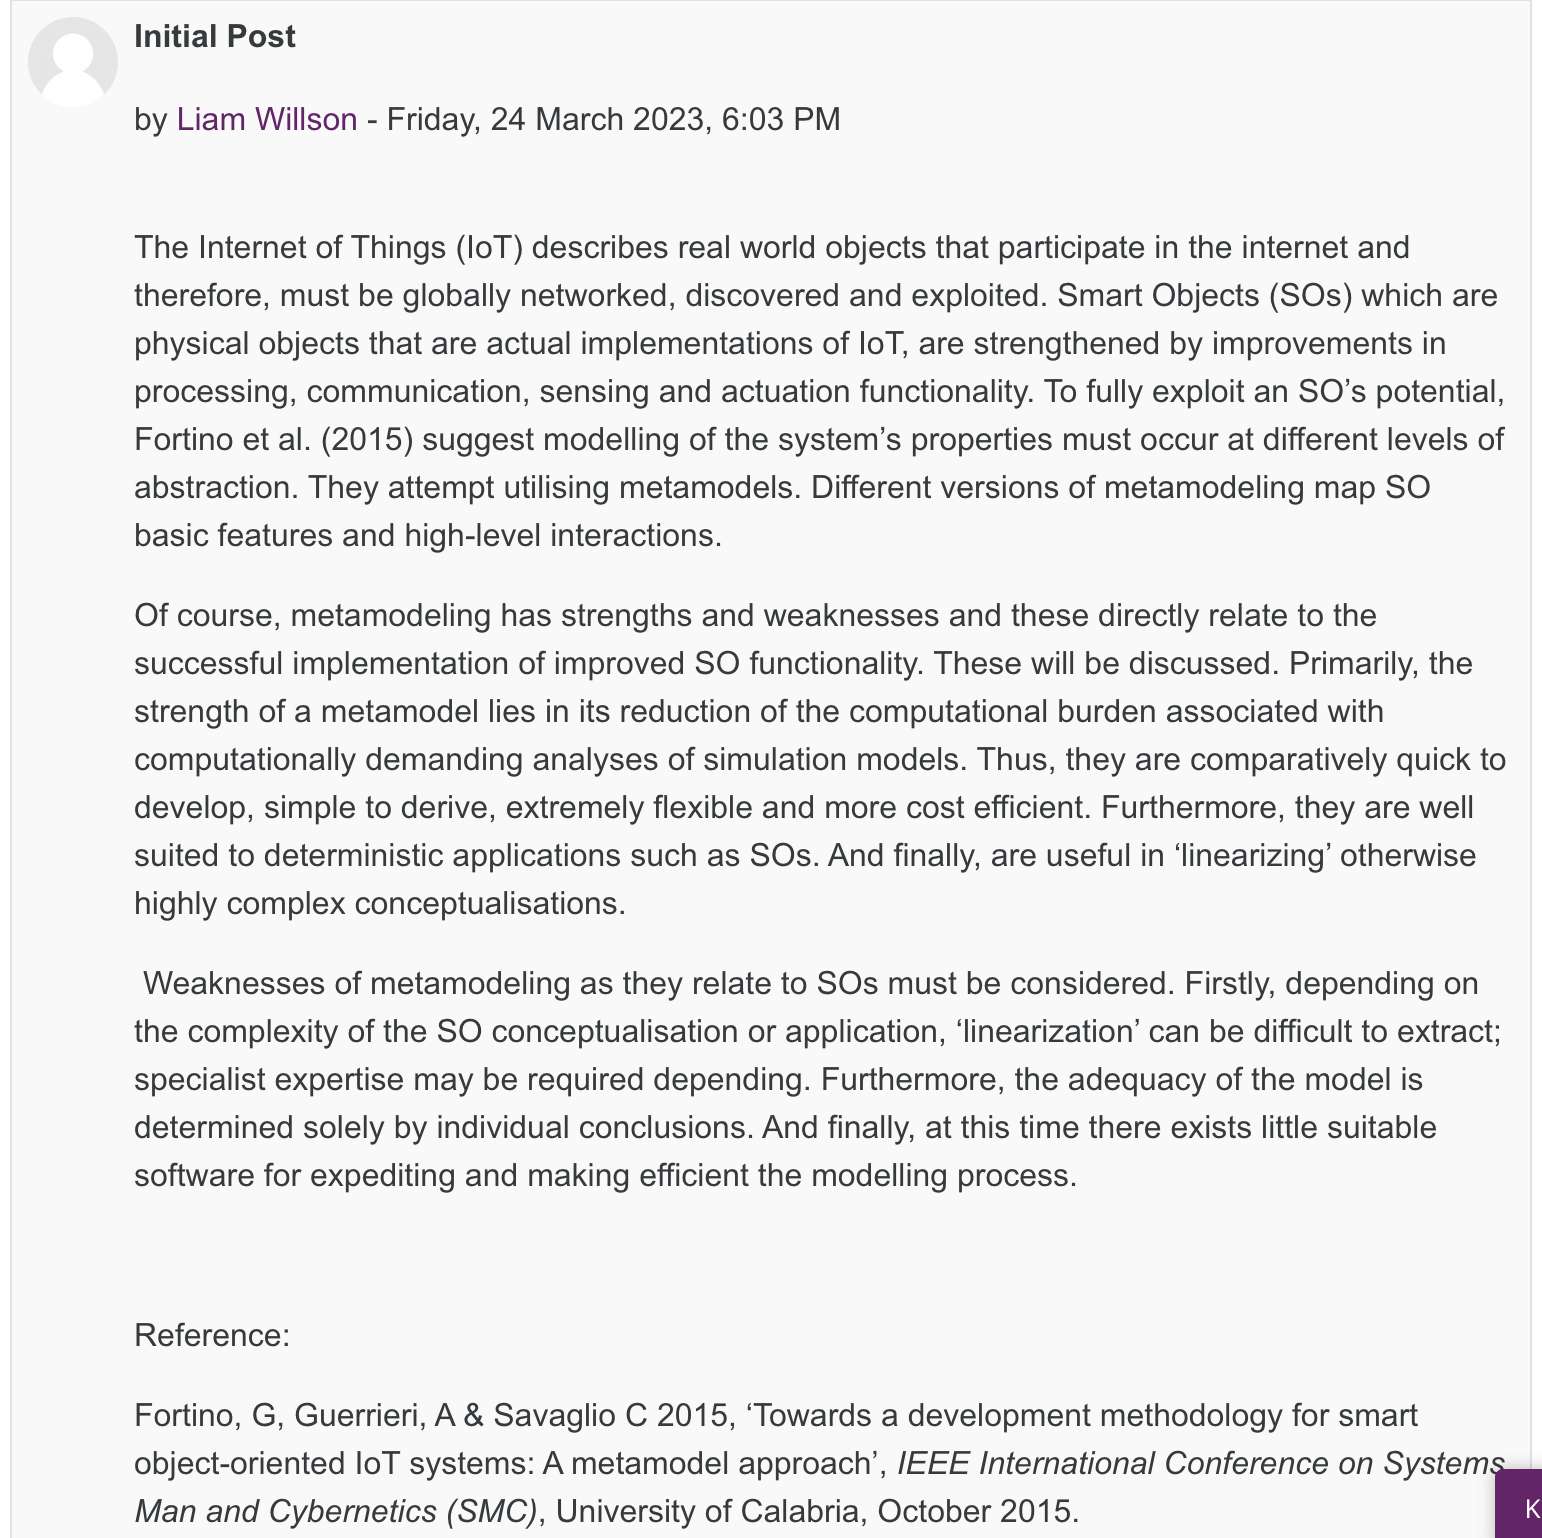 Initial Post
by Liam Willson - Friday, 24 March 2023, 6:03 PM
The Internet of Things (IoT) describes real world objects that participate in the internet and
therefore, must be globally networked, discovered and exploited. Smart Objects (SOs) which are
physical objects that are actual implementations of IoT, are strengthened by improvements in
processing, communication, sensing and actuation functionality. To fully exploit an SO’s potential,
Fortino et al. (2015) suggest modelling of the system’s properties must occur at different levels of
abstraction. They attempt utilising metamodels. Different versions of metamodeling map SO
basic features and high-level interactions.
Of course, metamodeling has strengths and weaknesses and these directly relate to the
successful implementation of improved SO functionality. These will be discussed. Primarily, the
strength of a metamodel lies in its reduction of the computational burden associated with
computationally demanding analyses of simulation models. Thus, they are comparatively quick to
develop, simple to derive, extremely flexible and more cost efficient. Furthermore, they are well
suited to deterministic applications such as SOs. And finally, are useful in ‘linearizing’ otherwise
highly complex conceptualisations.
Weaknesses of metamodeling as they relate to SOs must be considered. Firstly, depending on
the complexity of the SO conceptualisation or application, ‘linearization’ can be difficult to extract;
specialist expertise may be required depending. Furthermore, the adequacy of the model is
determined solely by individual conclusions. And finally, at this time there exists little suitable
software for expediting and making efficient the modelling process.
Reference:
Fortino, G, Guerrieri, A & Savaglio C 2015, ‘Towards a development methodology for smart
object-oriented IoT systems: A metamodel approach’, IEEE International Conference on Systems
Man and Cybernetics (SMC), University of Calabria, October 2015.
K